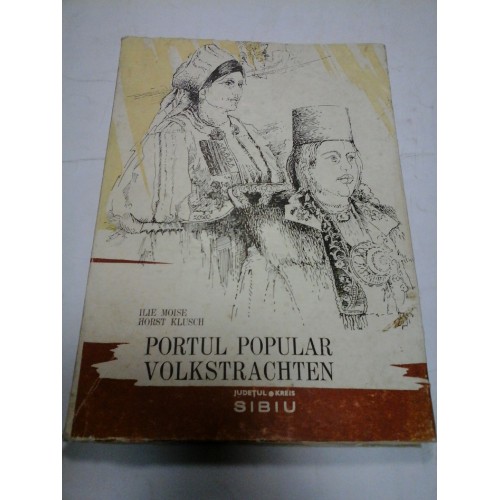 ILIE MOISE
HORST KLUSCH
PORTUL POPULAR
VOLKSTRACHTEN
JUDEȚUL KREIS
SIBIU